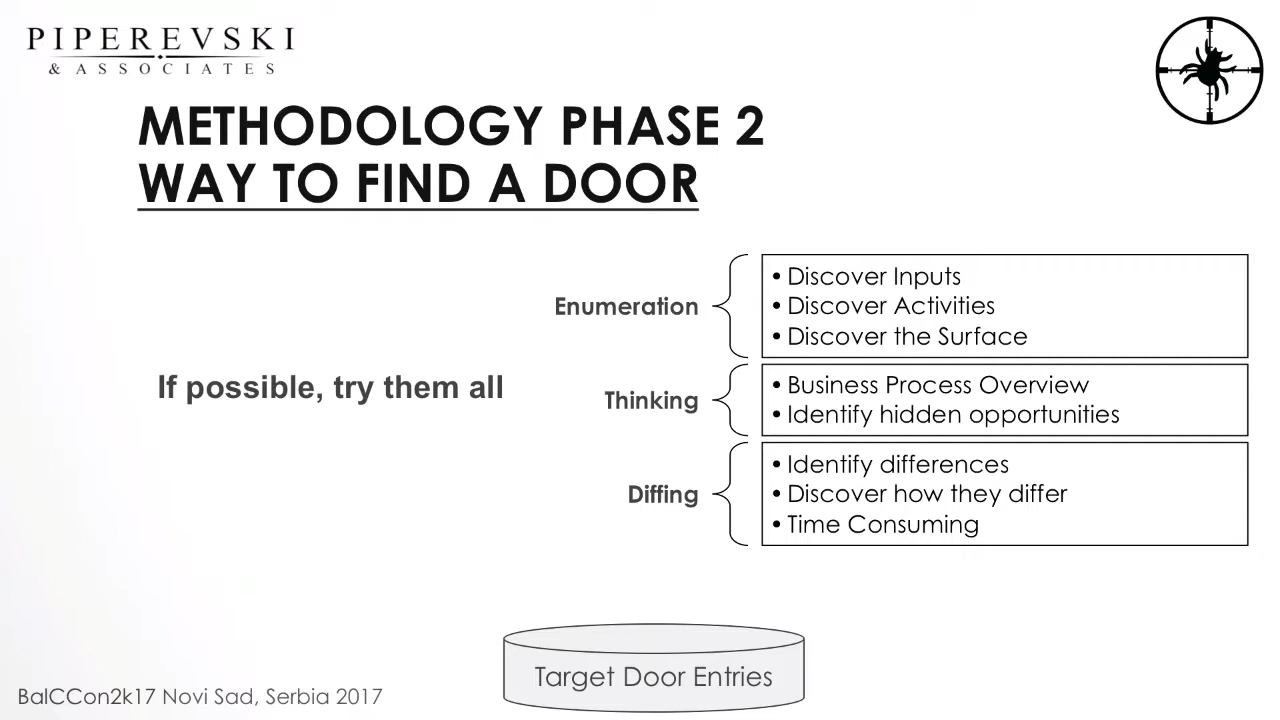 PIPEREVSKI
& ASSOCIATES
METHODOLOGY PHASE 2
WAY TO FIND A DOOR
If possible, try them all
Enumeration
• Discover Inputs
• Discover Activities
• Discover the Surface
Thinking
• Business Process Overview
• Identify hidden opportunities
Diffing
• Identify differences
• Discover how they differ
• Time Consuming
Target Door Entries
BalCCon2k17 Novi Sad, Serbia 2017